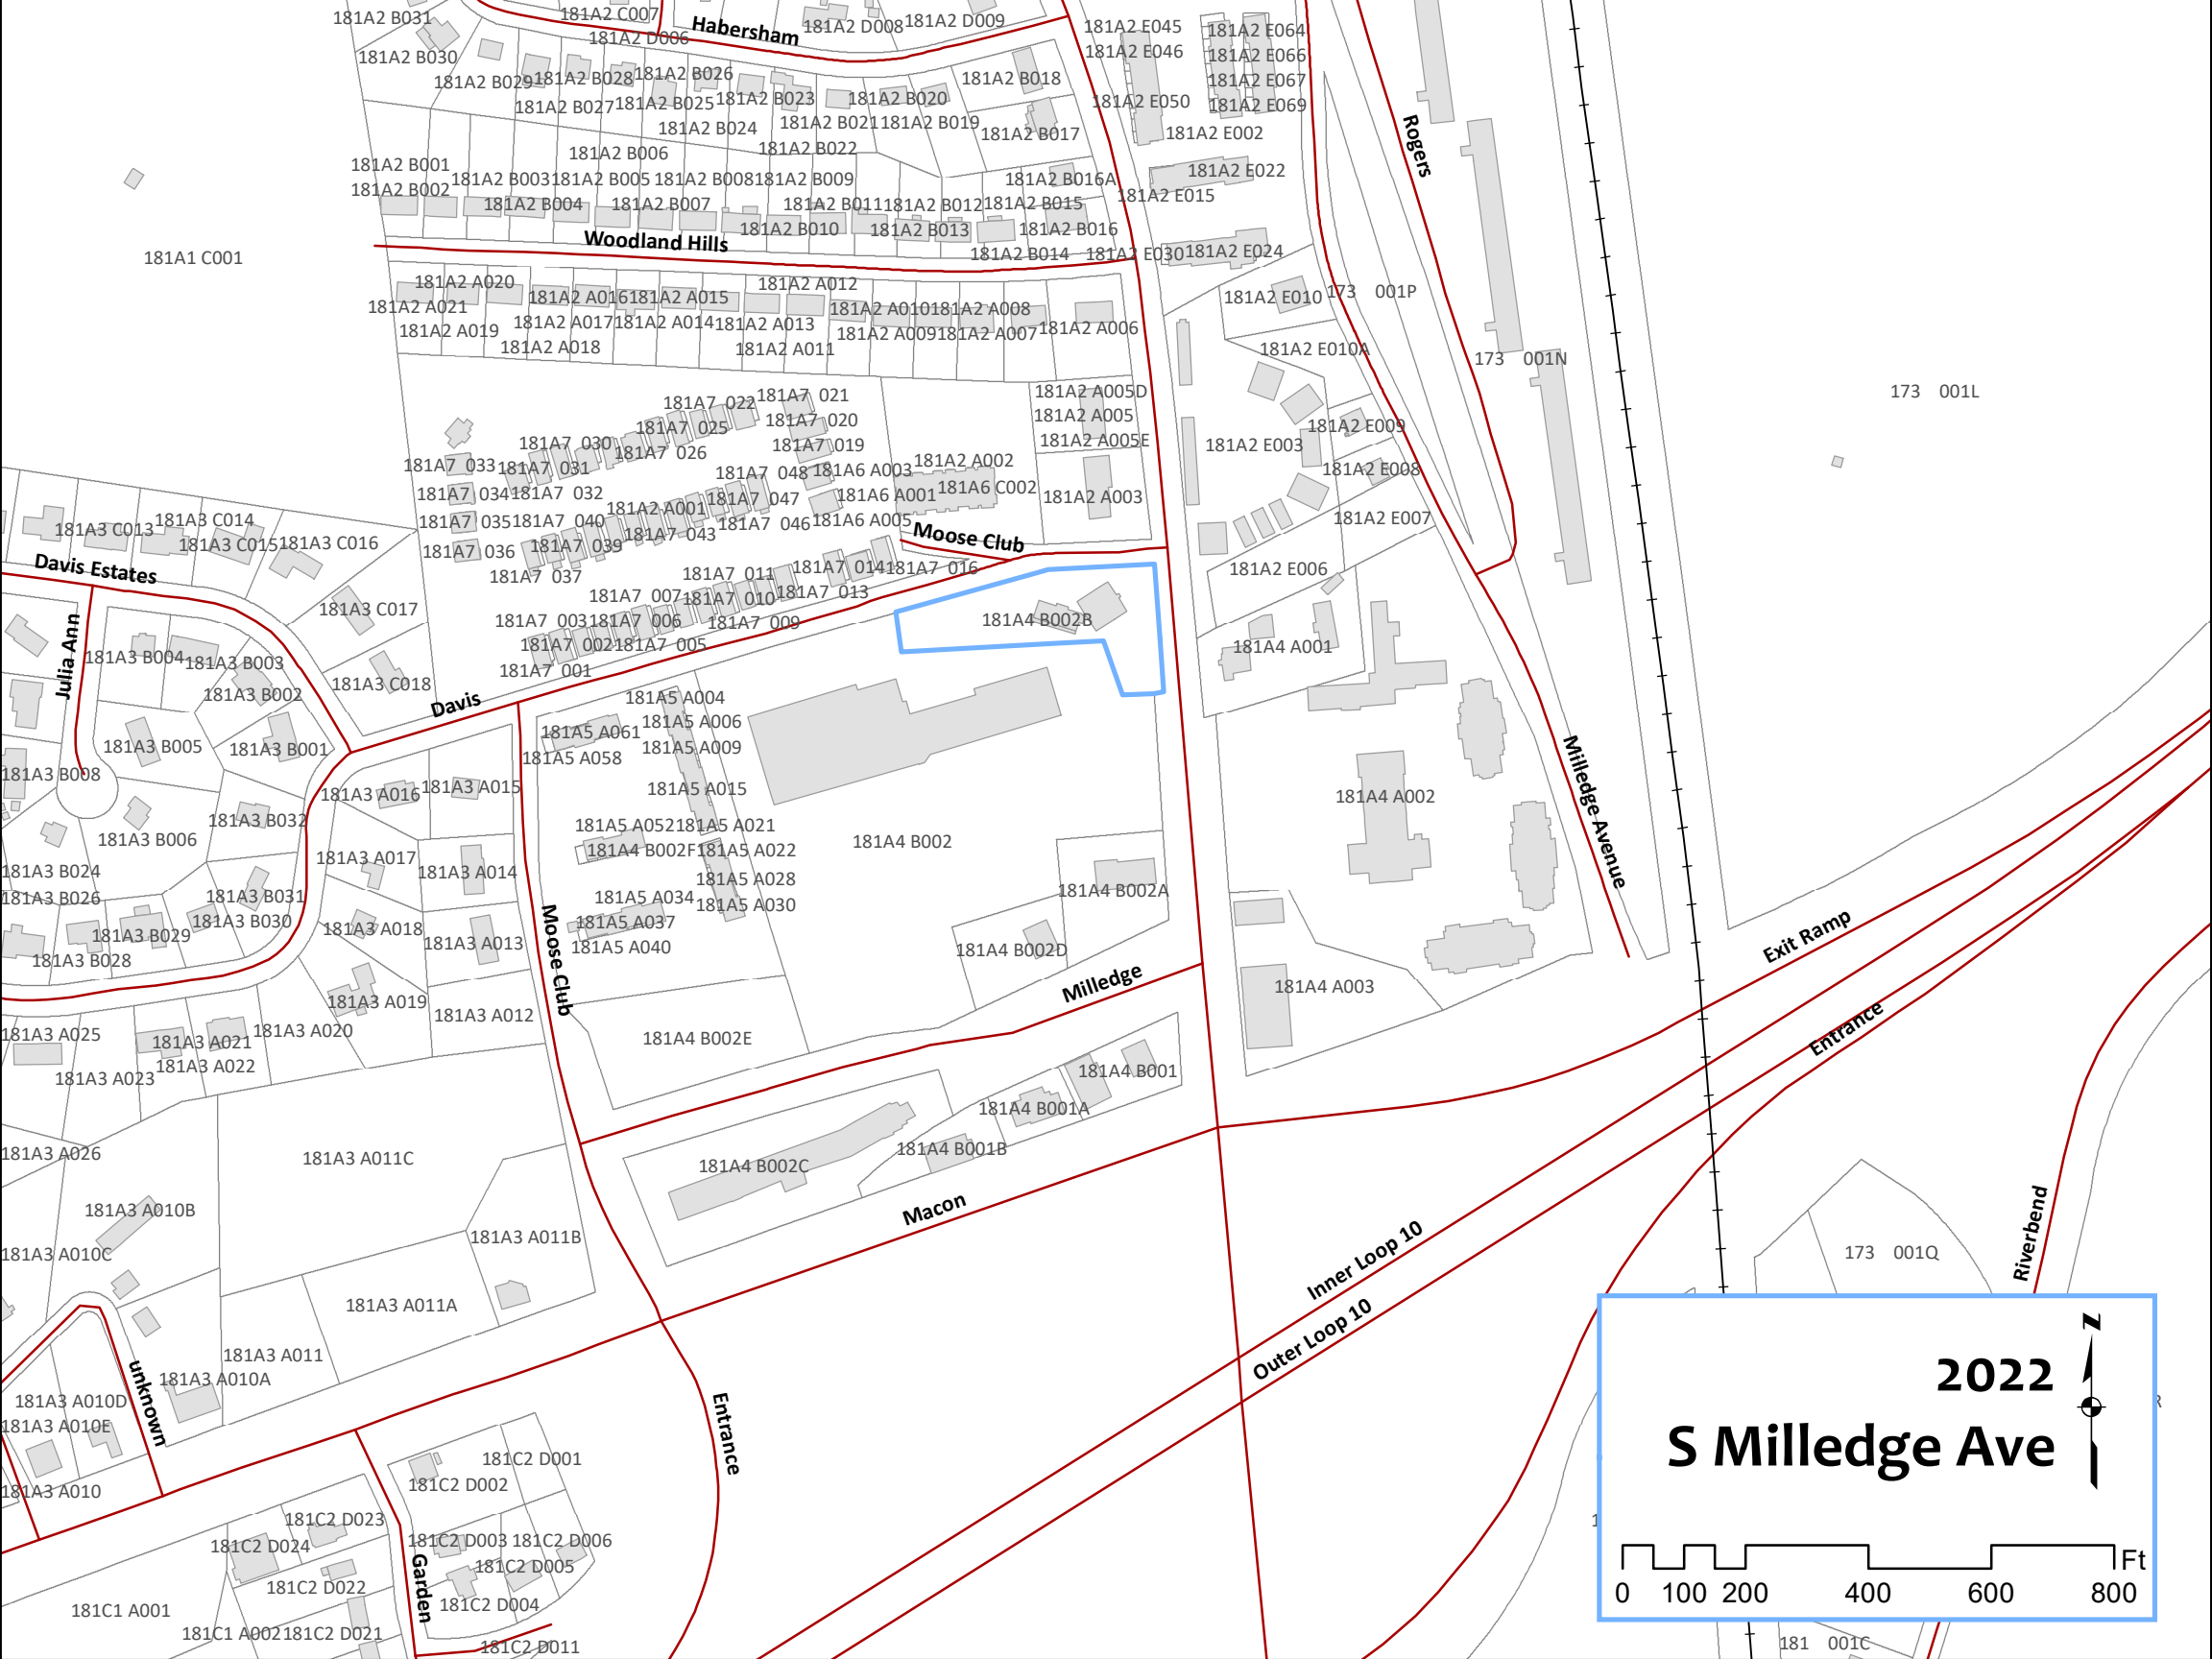 181A2 B031
181A2 C007
Habersham
181A2 D006
181A2 D008
181A2 D009
181A2 E045
181A2 E046
181A2 E064
181A2 E066
181A2 E067
181A2 E069
181A2 B030
181A2 B029
181A2 B028
181A2 B026
181A2 B018
181A2 B027
181A2 B025
181A2 B023
181A2 B020
181A2 E050
181A2 B024
181A2 B021
181A2 B019
181A2 B017
181A2 E002
Rogers
181A2 B022
181A2 B006
181A2 B001
181A2 B002
181A2 B003
181A2 B005
181A2 B008
181A2 B009
181A2 B016A
181A2 E022
181A2 E015
181A2 B004
181A2 B007
181A2 B011
181A2 B012
181A2 B015
181A2 B010
181A2 B013
181A2 B016
Woodland Hills
181A2 B014
181A2 E030
181A2 E024
181A1 C001
181A2 A020
181A2 A012
181A2 A021
181A2 A016
181A2 A015
181A2 A010
181A2 A008
181A2 E010
173 001P
181A2 A019
181A2 A017
181A2 A014
181A2 A013
181A2 A009
181A2 A007
181A2 A006
181A2 A018
181A2 A011
181A2 E010A
173 001N
173 001L
181A7 022
181A7 021
181A2 A005D
181A7 025
181A7 020
181A2 A005
181A2 E009
181A7 030
181A7 026
181A7 019
181A2 A005E
181A2 E003
181A7 033
181A7 031
181A7 048
181A6 A003
181A2 A002
181A2 E008
181A7 034
181A7 032
181A2 A001
181A7 047
181A6 A001
181A6 C002
181A2 A003
181A7 035
181A7 040
181A7 043
181A7 046
181A6 A005
181A2 E007
181A7 036
181A7 039
Moose Club
181A7 037
181A7 011
181A7 014
181A7 016
181A2 E006
181A3 C013
181A3 C014
181A3 C015
181A3 C016
Davis Estates
181A3 C017
181A7 007
181A7 010
181A7 013
181A7 003
181A7 006
181A7 009
181A4 B002B
181A7 002
181A7 005
181A4 A001
181A7 001
Julia Ann
181A3 B004
181A3 B003
181A3 B002
181A3 C018
Davis
181A5 A004
181A5 A061
181A5 A006
181A5 A058
181A5 A009
181A3 B005
181A3 B001
181A3 B008
181A3 A016
181A3 A015
181A5 A015
181A4 A002
Milledge Avenue
181A3 B032
181A3 B006
181A5 A052
181A5 A021
181A4 B002
181A4 B002F
181A5 A022
181A3 A017
181A3 A014
181A3 B024
181A5 A028
181A4 B002A
181A3 B026
181A3 B031
181A5 A034
181A5 A030
181A3 B030
181A3 A018
181A5 A037
181A3 B029
181A3 A013
181A5 A040
181A4 B002D
Exit Ramp
181A3 B028
Moose Club
Milledge
181A4 A003
181A3 A019
181A3 A012
181A3 A025
181A3 A021
181A3 A020
181A4 B002E
Entrance
181A3 A022
181A3 A023
181A4 B001
181A4 B001A
181A3 A026
181A3 A011C
181A4 B002C
181A4 B001B
181A3 A010B
Macon
181A3 A010C
181A3 A011B
Inner Loop 10
Outer Loop 10
173 001Q
Riverbend
181A3 A011A
181A3 A011
181A3 A010A
unknown
181A3 A010D
181A3 A010E
Entrance
181A3 A010
181C2 D001
181C2 D002
181C2 D023
181C2 D024
181C2 D003
181C2 D006
181C2 D005
181C2 D022
Garden
181C2 D004
181C1 A001
181C1 A002
181C2 D021
181C2 D011
181 001C
2022
S Milledge Ave
N
Ft
0 100 200 400 600 800